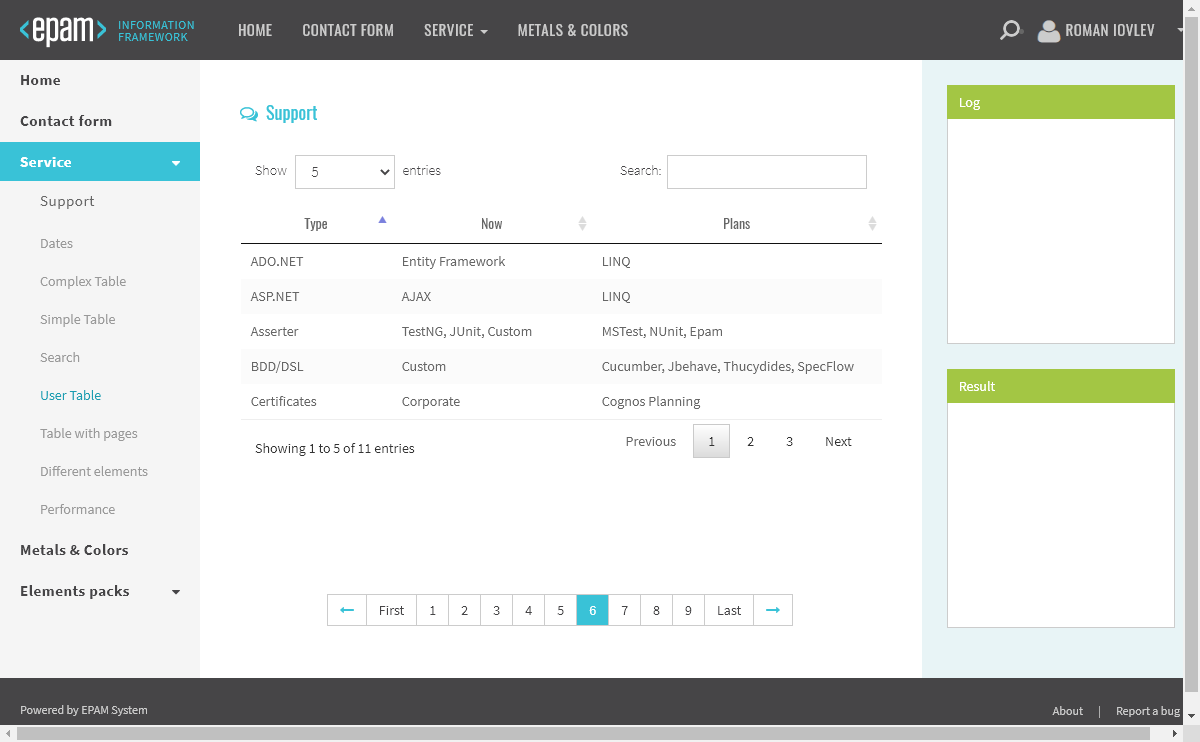 <epam> INFORMATION FRAMEWORK
HOME CONTACT FORM SERVICE METALS & COLORS ROMAN IOVLEV
Home
Contact form
Service
Support
Dates
Complex Table
Simple Table
Search
User Table
Table with pages
Different elements
Performance
Metals & Colors
Elements packs
Support
Show 5 entries Search:
Type Now Plans
ADO.NET Entity Framework LINQ
ASP.NET AJAX LINQ
Asserter TestNG, JUnit, Custom MSTest, NUnit, Epam
BDD/DSL Custom Cucumber, Jbehave, Thucydides, SpecFlow
Certificates Corporate Cognos Planning
Showing 1 to 5 of 11 entries Previous 1 2 3 Next
First 1 2 3 4 5 6 7 8 9 Last
Log
Result
Powered by EPAM System About | Report a bug